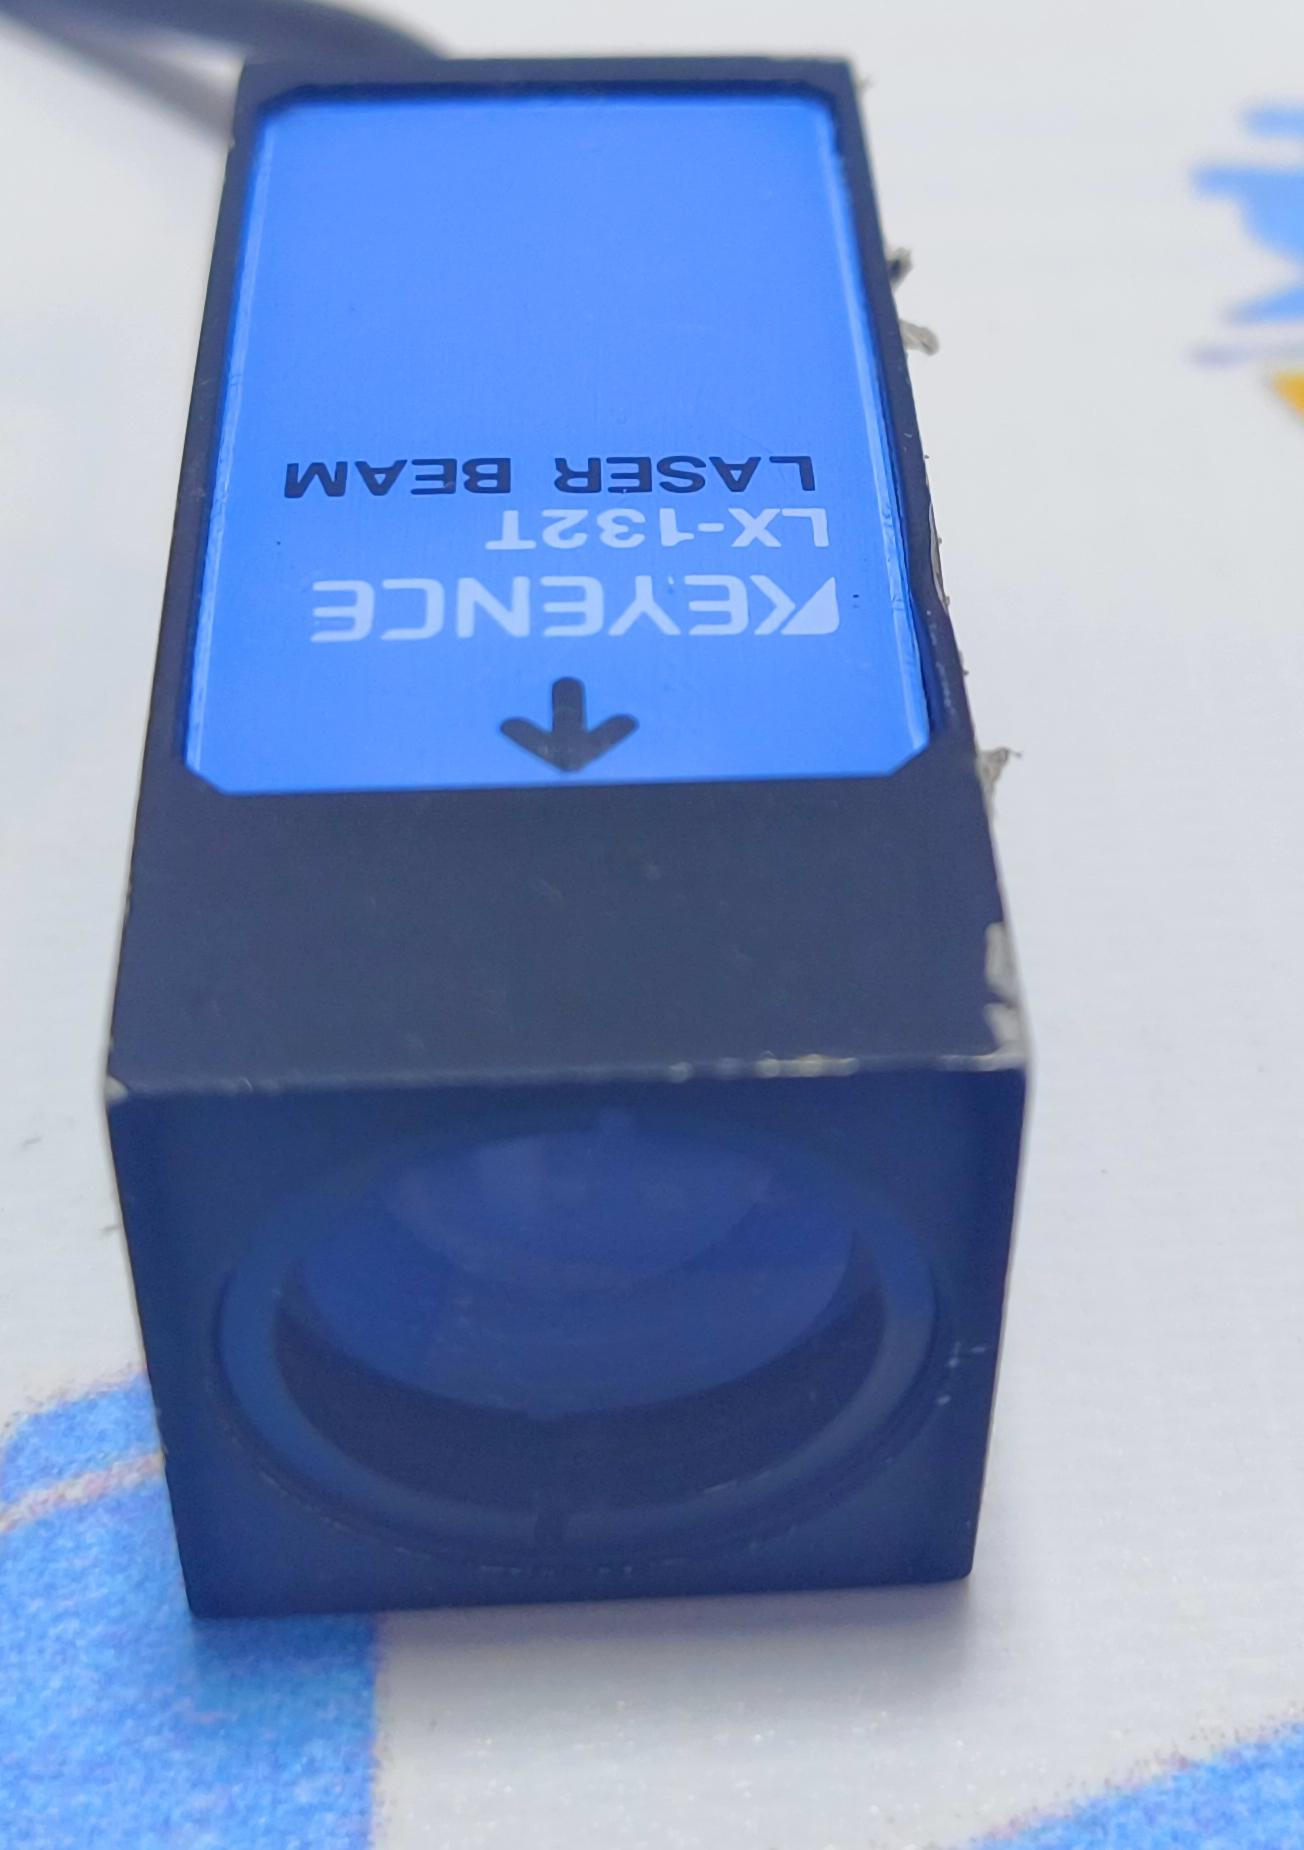 KEYENCE
LX-132T
LASER BEAM